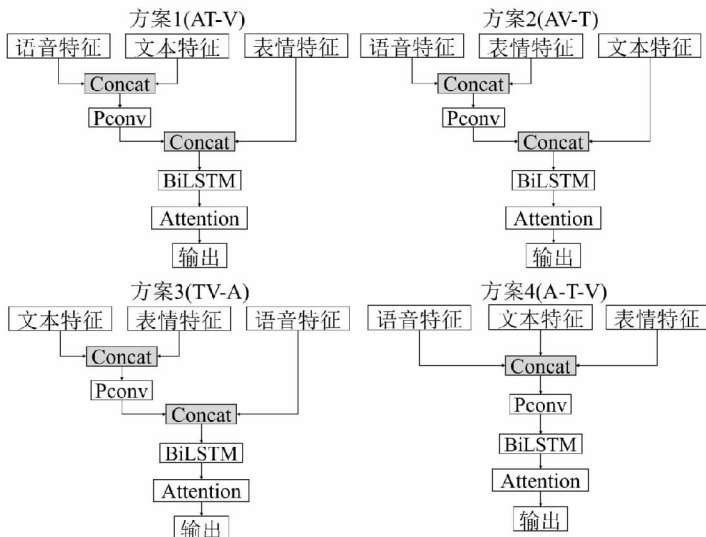 方案1(AT-V)
语音特征 文本特征 表情特征
Concat
Pconv
Concat
BiLSTM
Attention
输出
方案2(AV-T)
语音特征 表情特征 文本特征
Concat
Pconv
Concat
BiLSTM
Attention
输出
方案3(TV-A)
文本特征 表情特征 语音特征
Concat
Pconv
Concat
BiLSTM
Attention
输出
方案4(A-T-V)
语音特征 文本特征 表情特征
Concat
Pconv
BiLSTM
Attention
输出